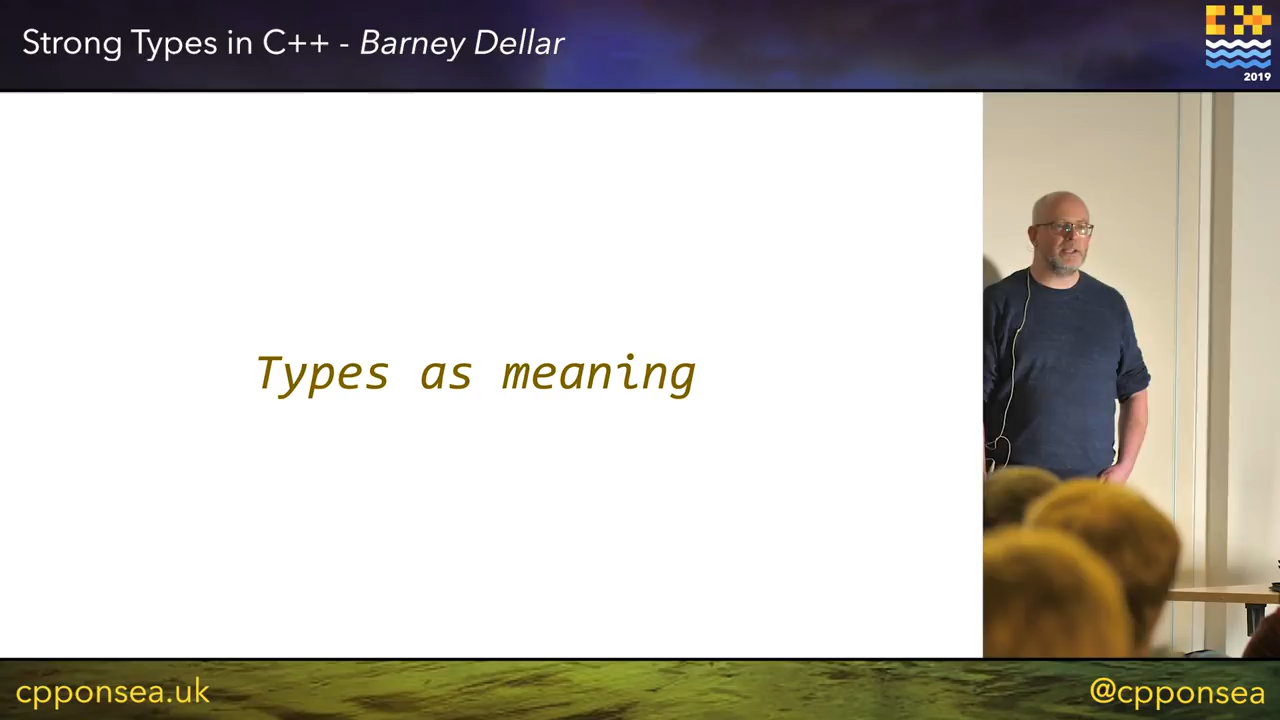 Strong Types in C++ - Barney Dellar
2019
Types as meaning
cpponsea.uk
@cpponsea